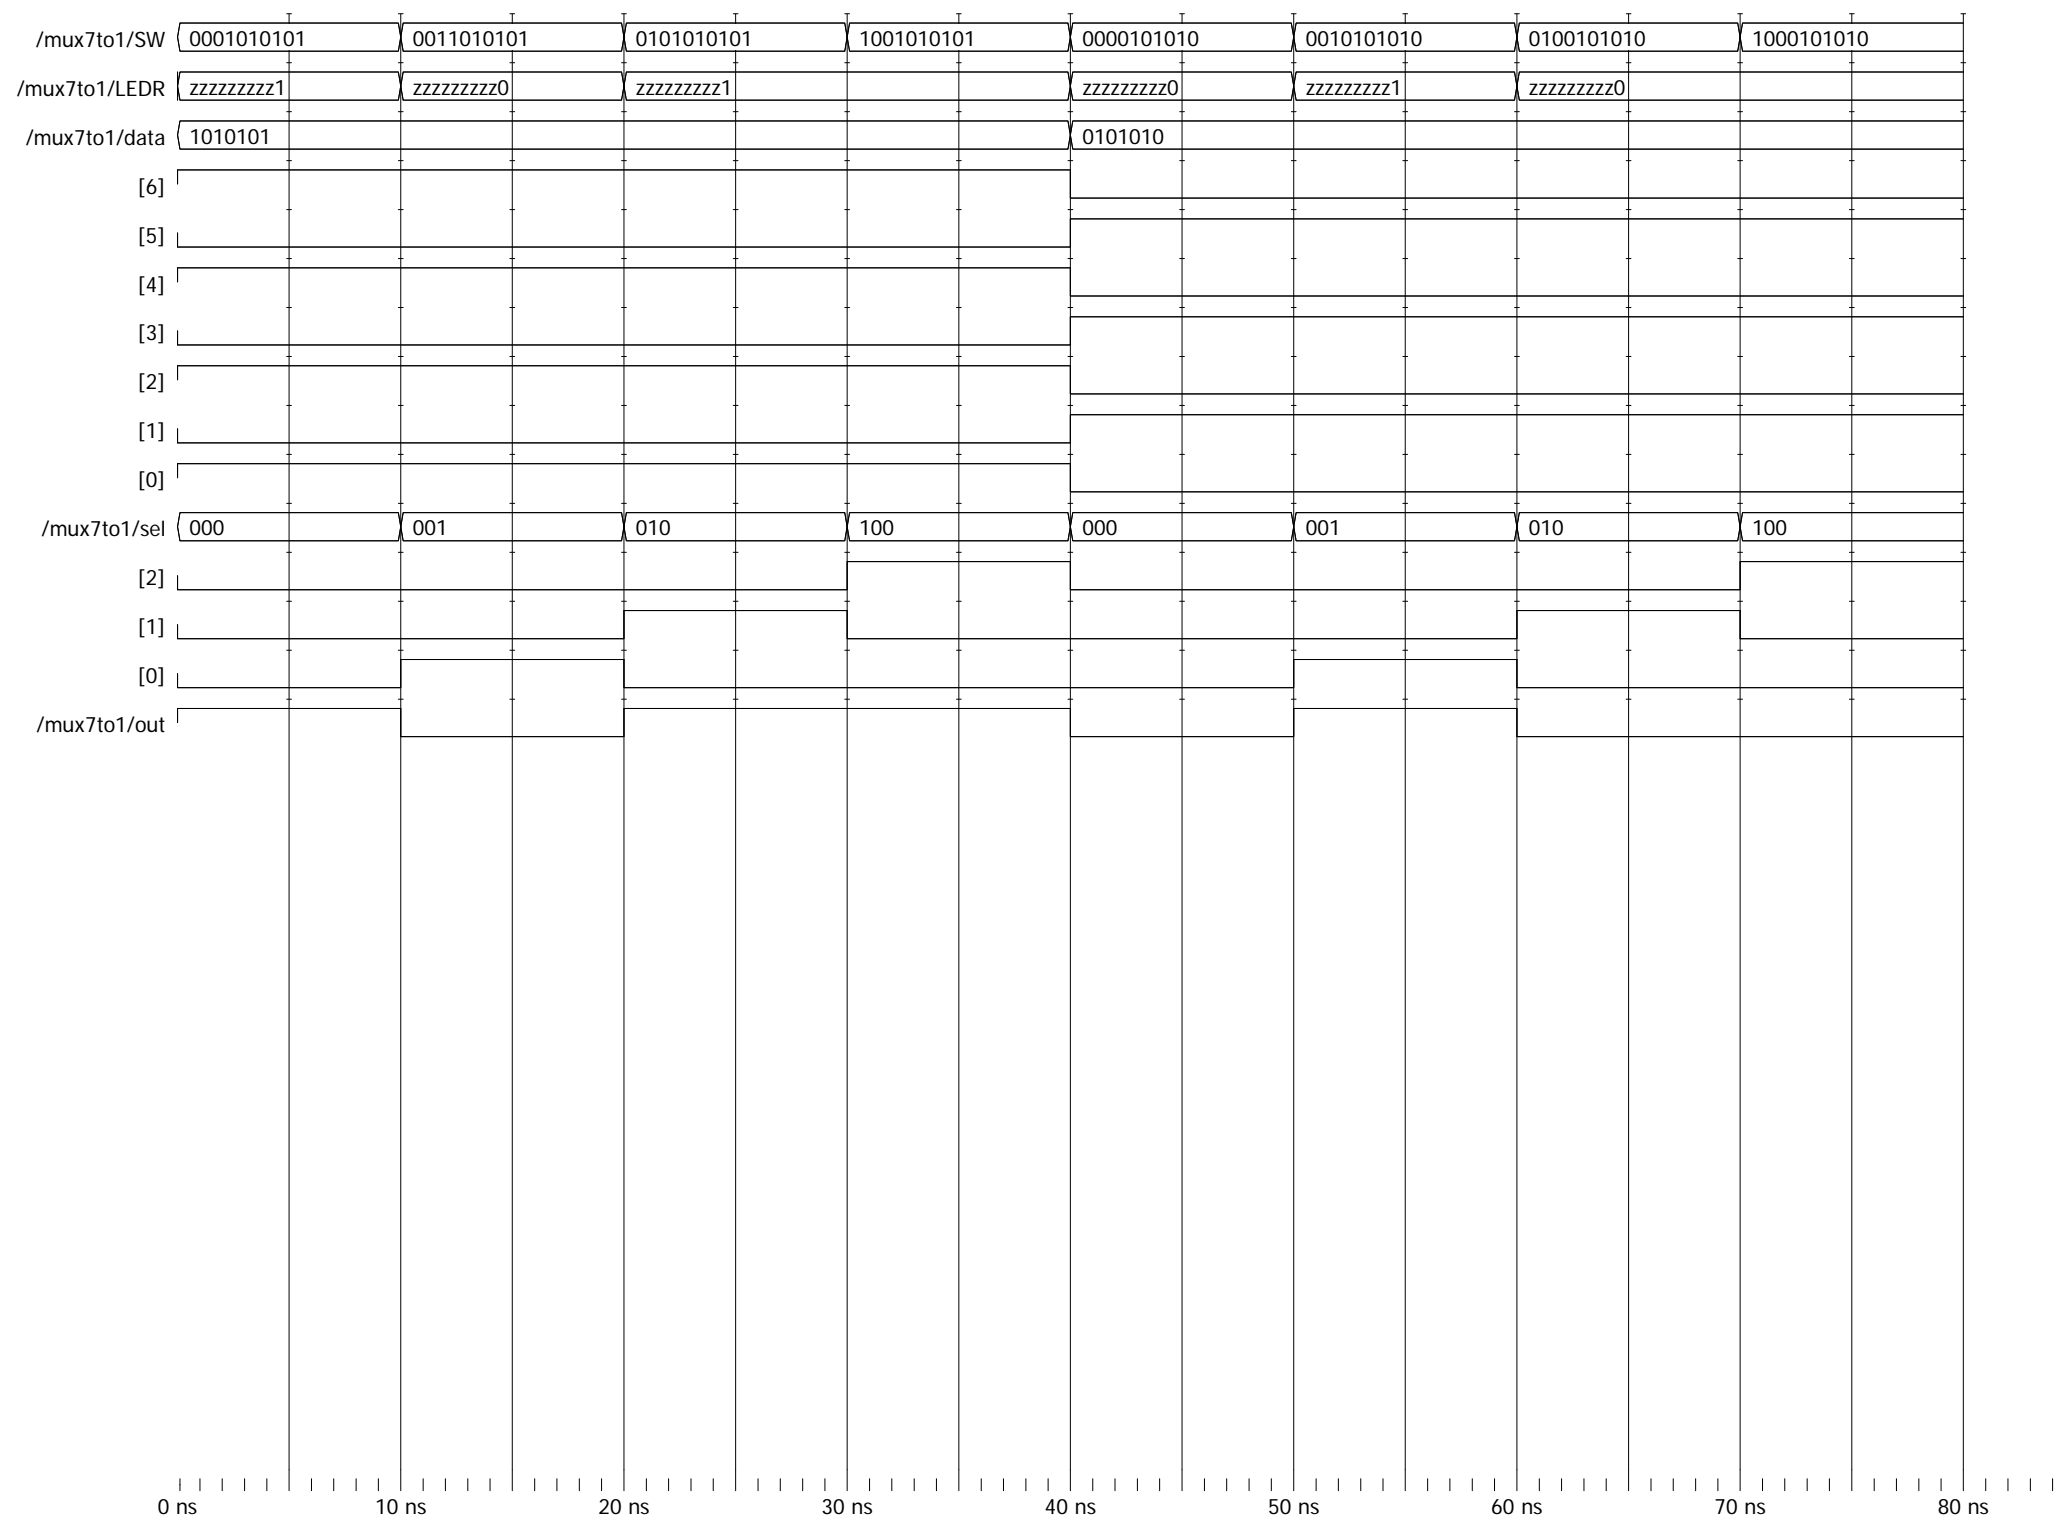 /mux7to1/SW 0001010101 0011010101 0101010101 1001010101 0000101010 0010101010 0100101010 1000101010
/mux7to1/LEDR zzzzzzzzz1 zzzzzzzzz0 zzzzzzzzz1 zzzzzzzzz0 zzzzzzzzz1 zzzzzzzzz0
/mux7to1/data 1010101 0101010
[6]
[5]
[4]
[3]
[2]
[1]
[0]
/mux7to1/sel 000 001 010 100 000 001 010 100
[2]
[1]
[0]
/mux7to1/out
0 ns 10 ns 20 ns 30 ns 40 ns 50 ns 60 ns 70 ns 80 ns